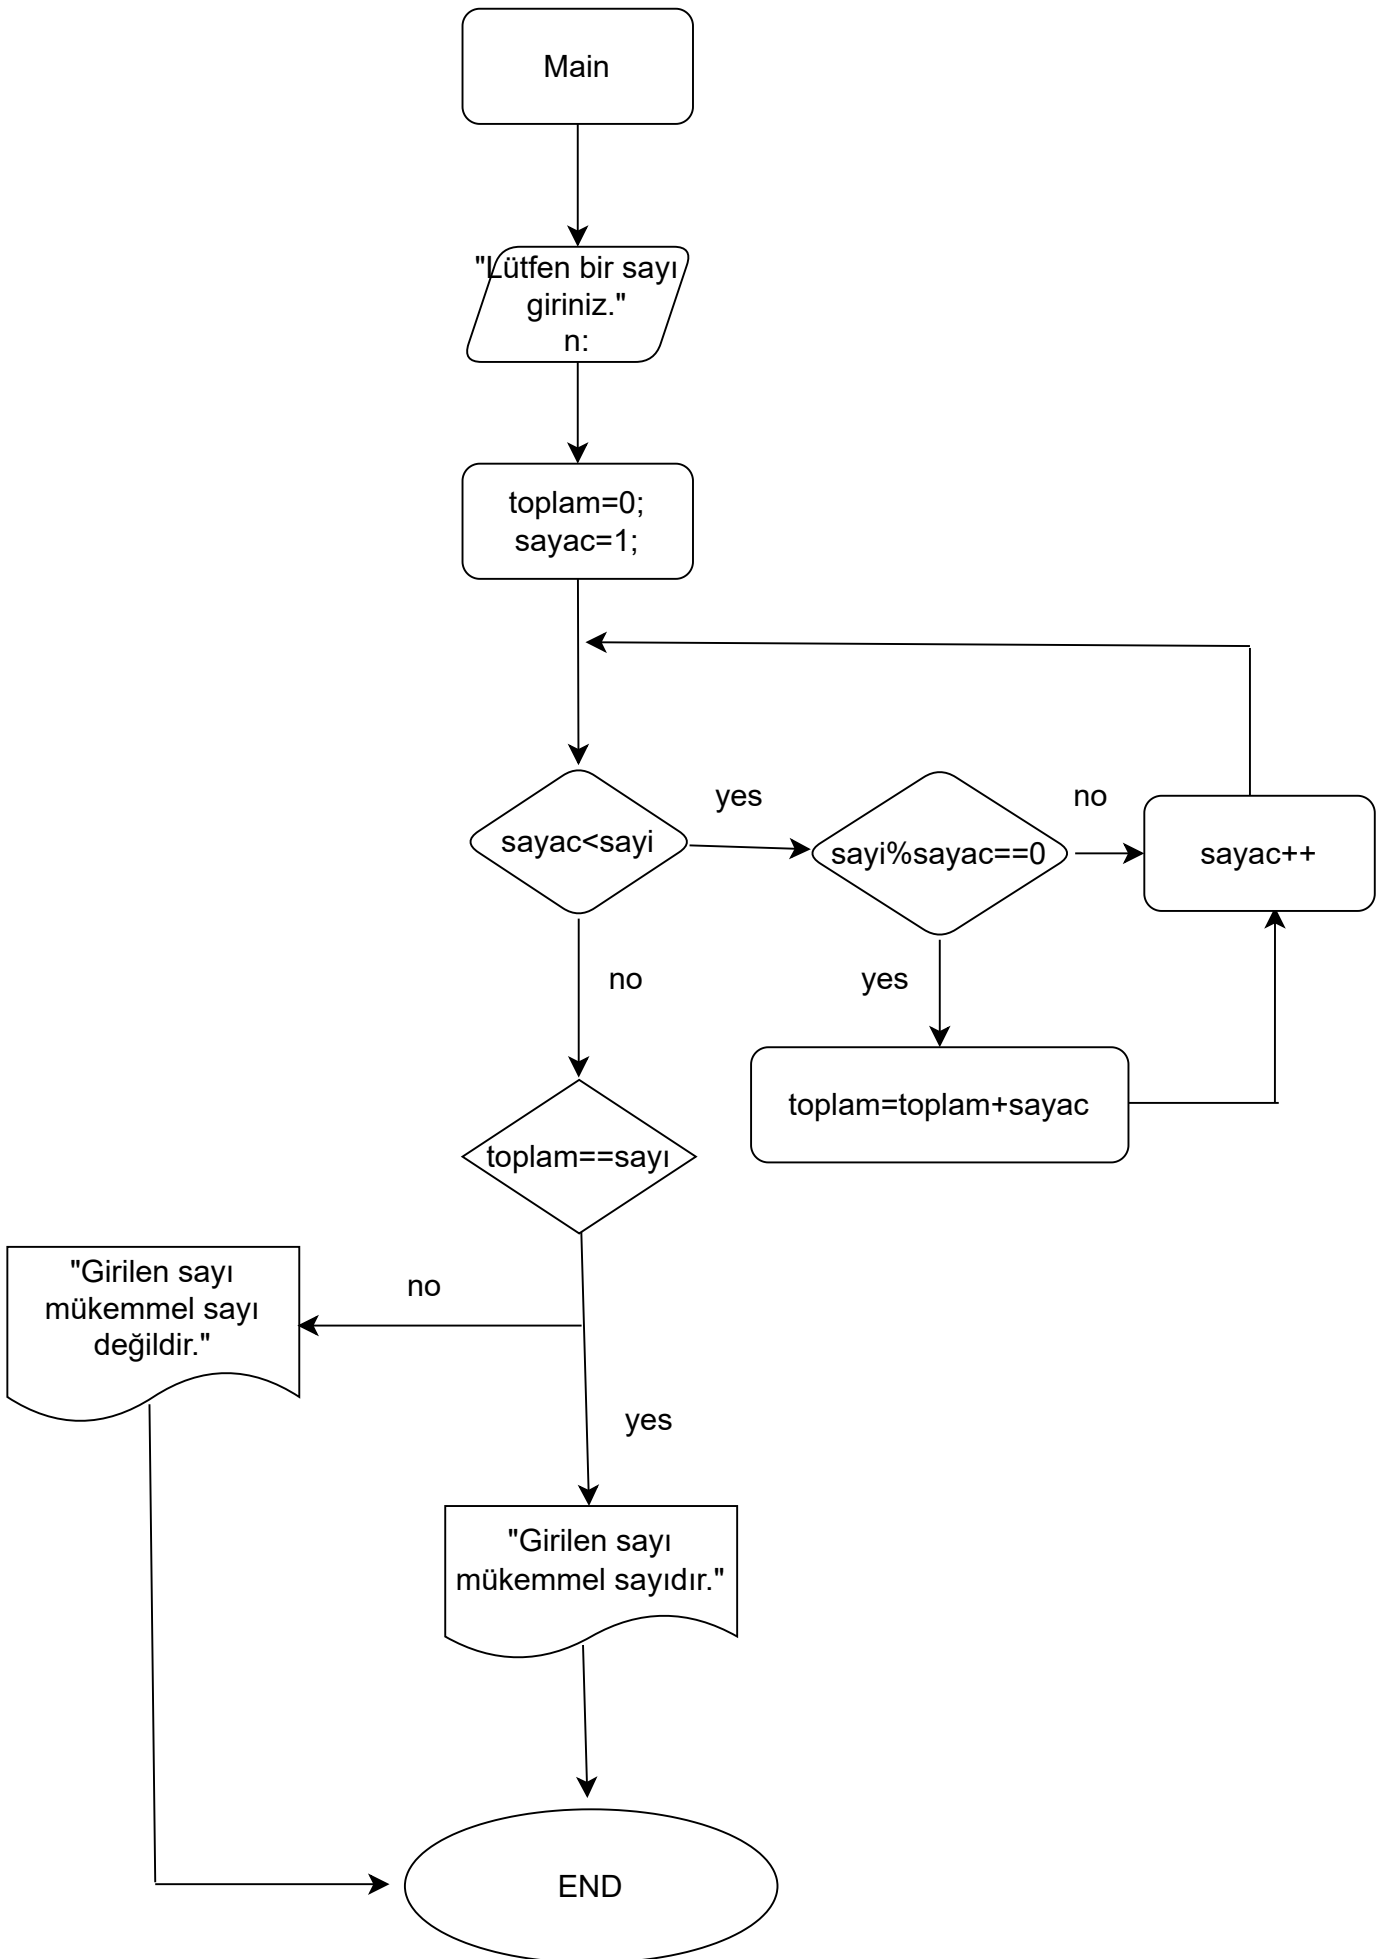 Main
"Lütfen bir sayı
giriniz."
n:
toplam=0;
sayac=1;
sayac<sayi
yes
sayi%sayac==0
no
sayac++
no
yes
toplam=toplam+sayac
toplam==sayı
"Girilen sayı
mükemmel sayı
değildir."
no
yes
"Girilen sayı
mükemmel sayıdır."
END